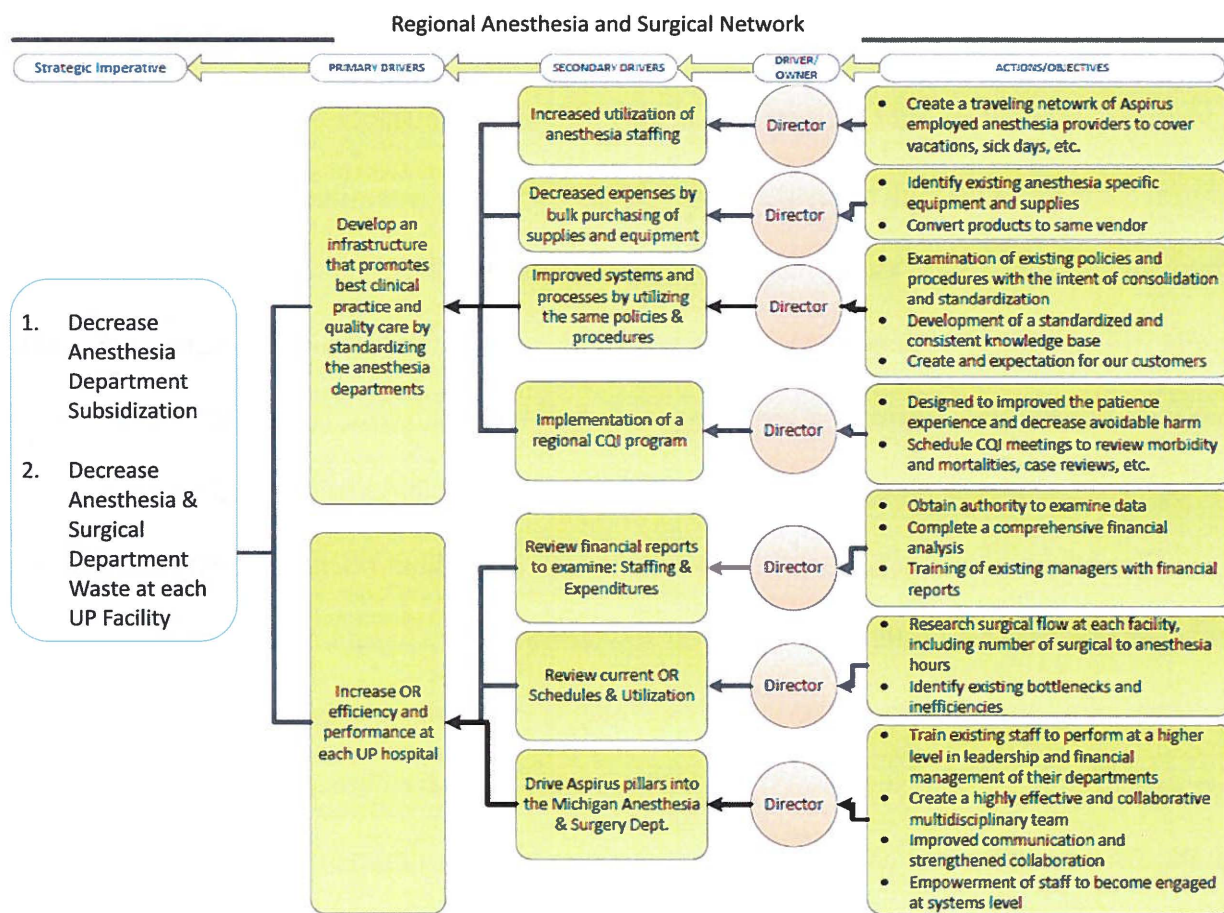 Regional Anesthesia and Surgical Network
Strategic Imperative
PRIMARY DRIVERS
SECONDARY DRIVERS
DRIVER/
OWNER
ACTIONS/OBJECTIVES
1. Decrease
Anesthesia
Department
Subsidization
2. Decrease
Anesthesia &
Surgical
Department
Waste at each
UP Facility
Develop an
infrastructure
that promotes
best clinical
practice and
quality care by
standardizing
the anesthesia
departments
Increased utilization of
anesthesia staffing
Director
• Create a traveling netowrk of Aspirus
employed anesthesia providers to cover
vacations, sick days, etc.
Decreased expenses by
bulk purchasing of
supplies and equipment
Director
• Identify existing anesthesia specific
equipment and supplies
• Convert products to same vendor
Improved systems and
processes by utilizing
the same policies &
procedures
Director
• Examination of existing policies and
procedures with the intent of consolidation
and standardization
• Development of a standardized and
consistent knowledge base
• Create and expectation for our customers
Implementation of a
regional CQI program
Director
• Designed to improved the patience
experience and decrease avoidable harm
• Schedule CQI meetings to review morbidity
and mortalities, case reviews, etc.
Increase OR
efficiency and
performance at
each UP hospital
Review financial reports
to examine: Staffing &
Expenditures
Director
• Obtain authority to examine data
• Complete a comprehensive financial
analysis
• Training of existing managers with financial
reports
Review current OR
Schedules & Utilization
Director
• Research surgical flow at each facility,
including number of surgical to anesthesia
hours
• Identify existing bottlenecks and
inefficiencies
Drive Aspirus pillars into
the Michigan Anesthesia
& Surgery Dept.
Director
• Train existing staff to perform at a higher
level in leadership and financial
management of their departments
• Create a highly effective and collaborative
multidisciplinary team
• Improved communication and
strengthened collaboration
• Empowerment of staff to become engaged
at systems level